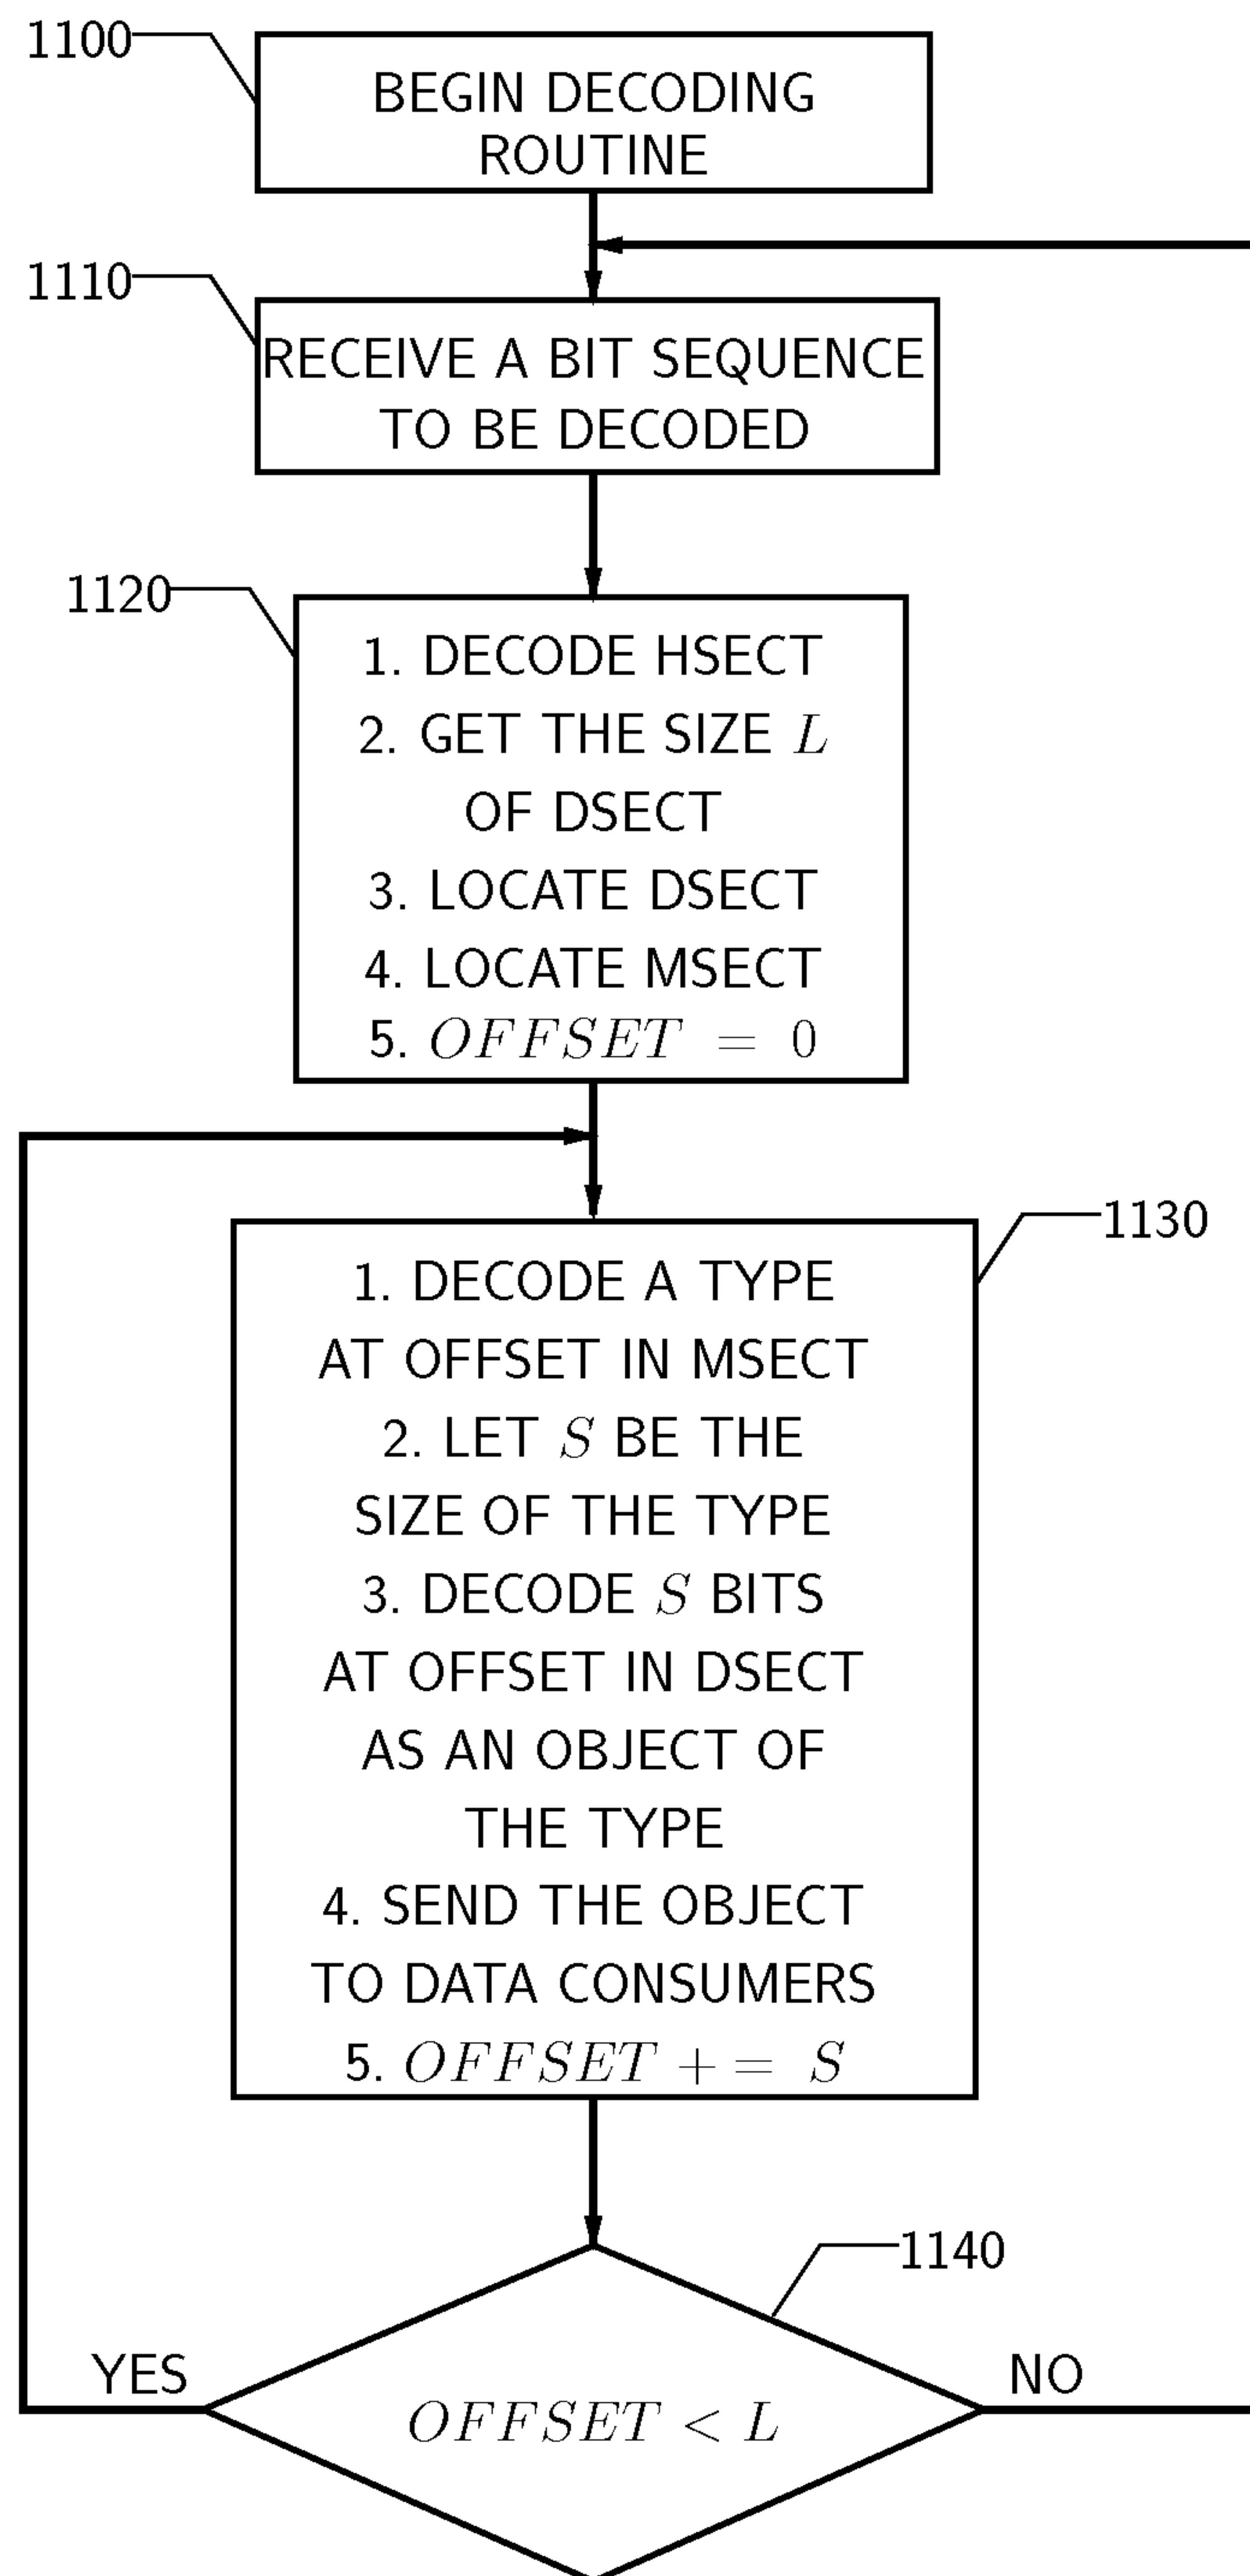 1100
BEGIN DECODING
ROUTINE
1110
RECEIVE A BIT SEQUENCE
TO BE DECODED
1120
1. DECODE HSECT
2. GET THE SIZE L
OF DSECT
3. LOCATE DSECT
4. LOCATE MSECT
5. OFFSET = 0
1130
1. DECODE A TYPE
AT OFFSET IN MSECT
2. LET S BE THE
SIZE OF THE TYPE
3. DECODE S BITS
AT OFFSET IN DSECT
AS AN OBJECT OF
THE TYPE
4. SEND THE OBJECT
TO DATA CONSUMERS
5. OFFSET += S
1140
YES
NO
OFFSET < L